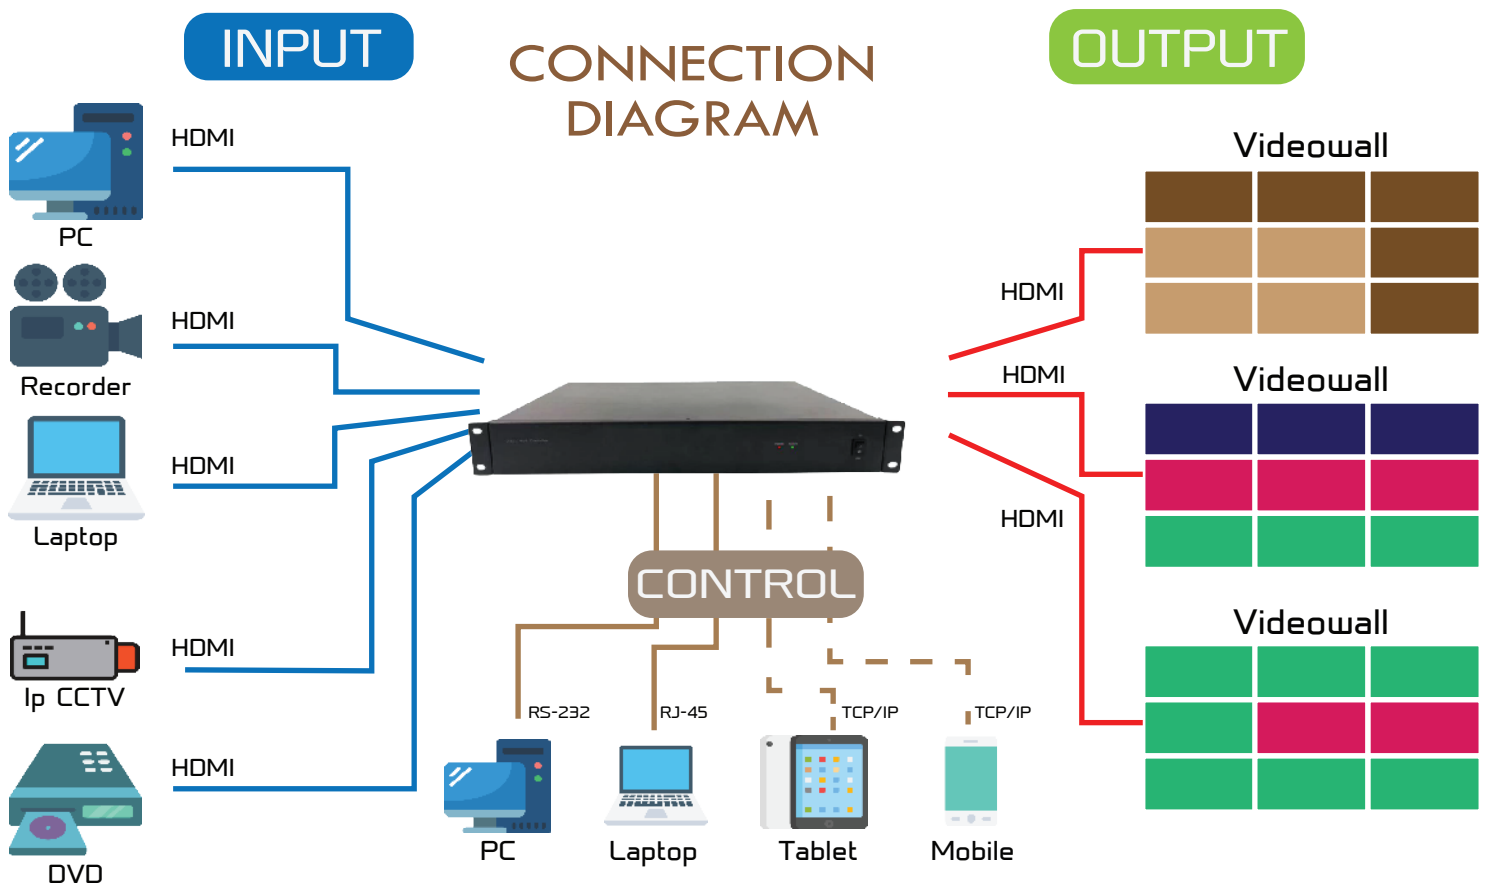 INPUT
CONNECTION
DIAGRAM
OUTPUT
HDMI
PC
HDMI
Recorder
HDMI
Laptop
HDMI
Ip CCTV
HDMI
DVD
CONTROL
RS-232
RJ-45
TCP/IP
TCP/IP
PC
Laptop
Tablet
Mobile
Videowall
HDMI
HDMI
Videowall
HDMI
Videowall